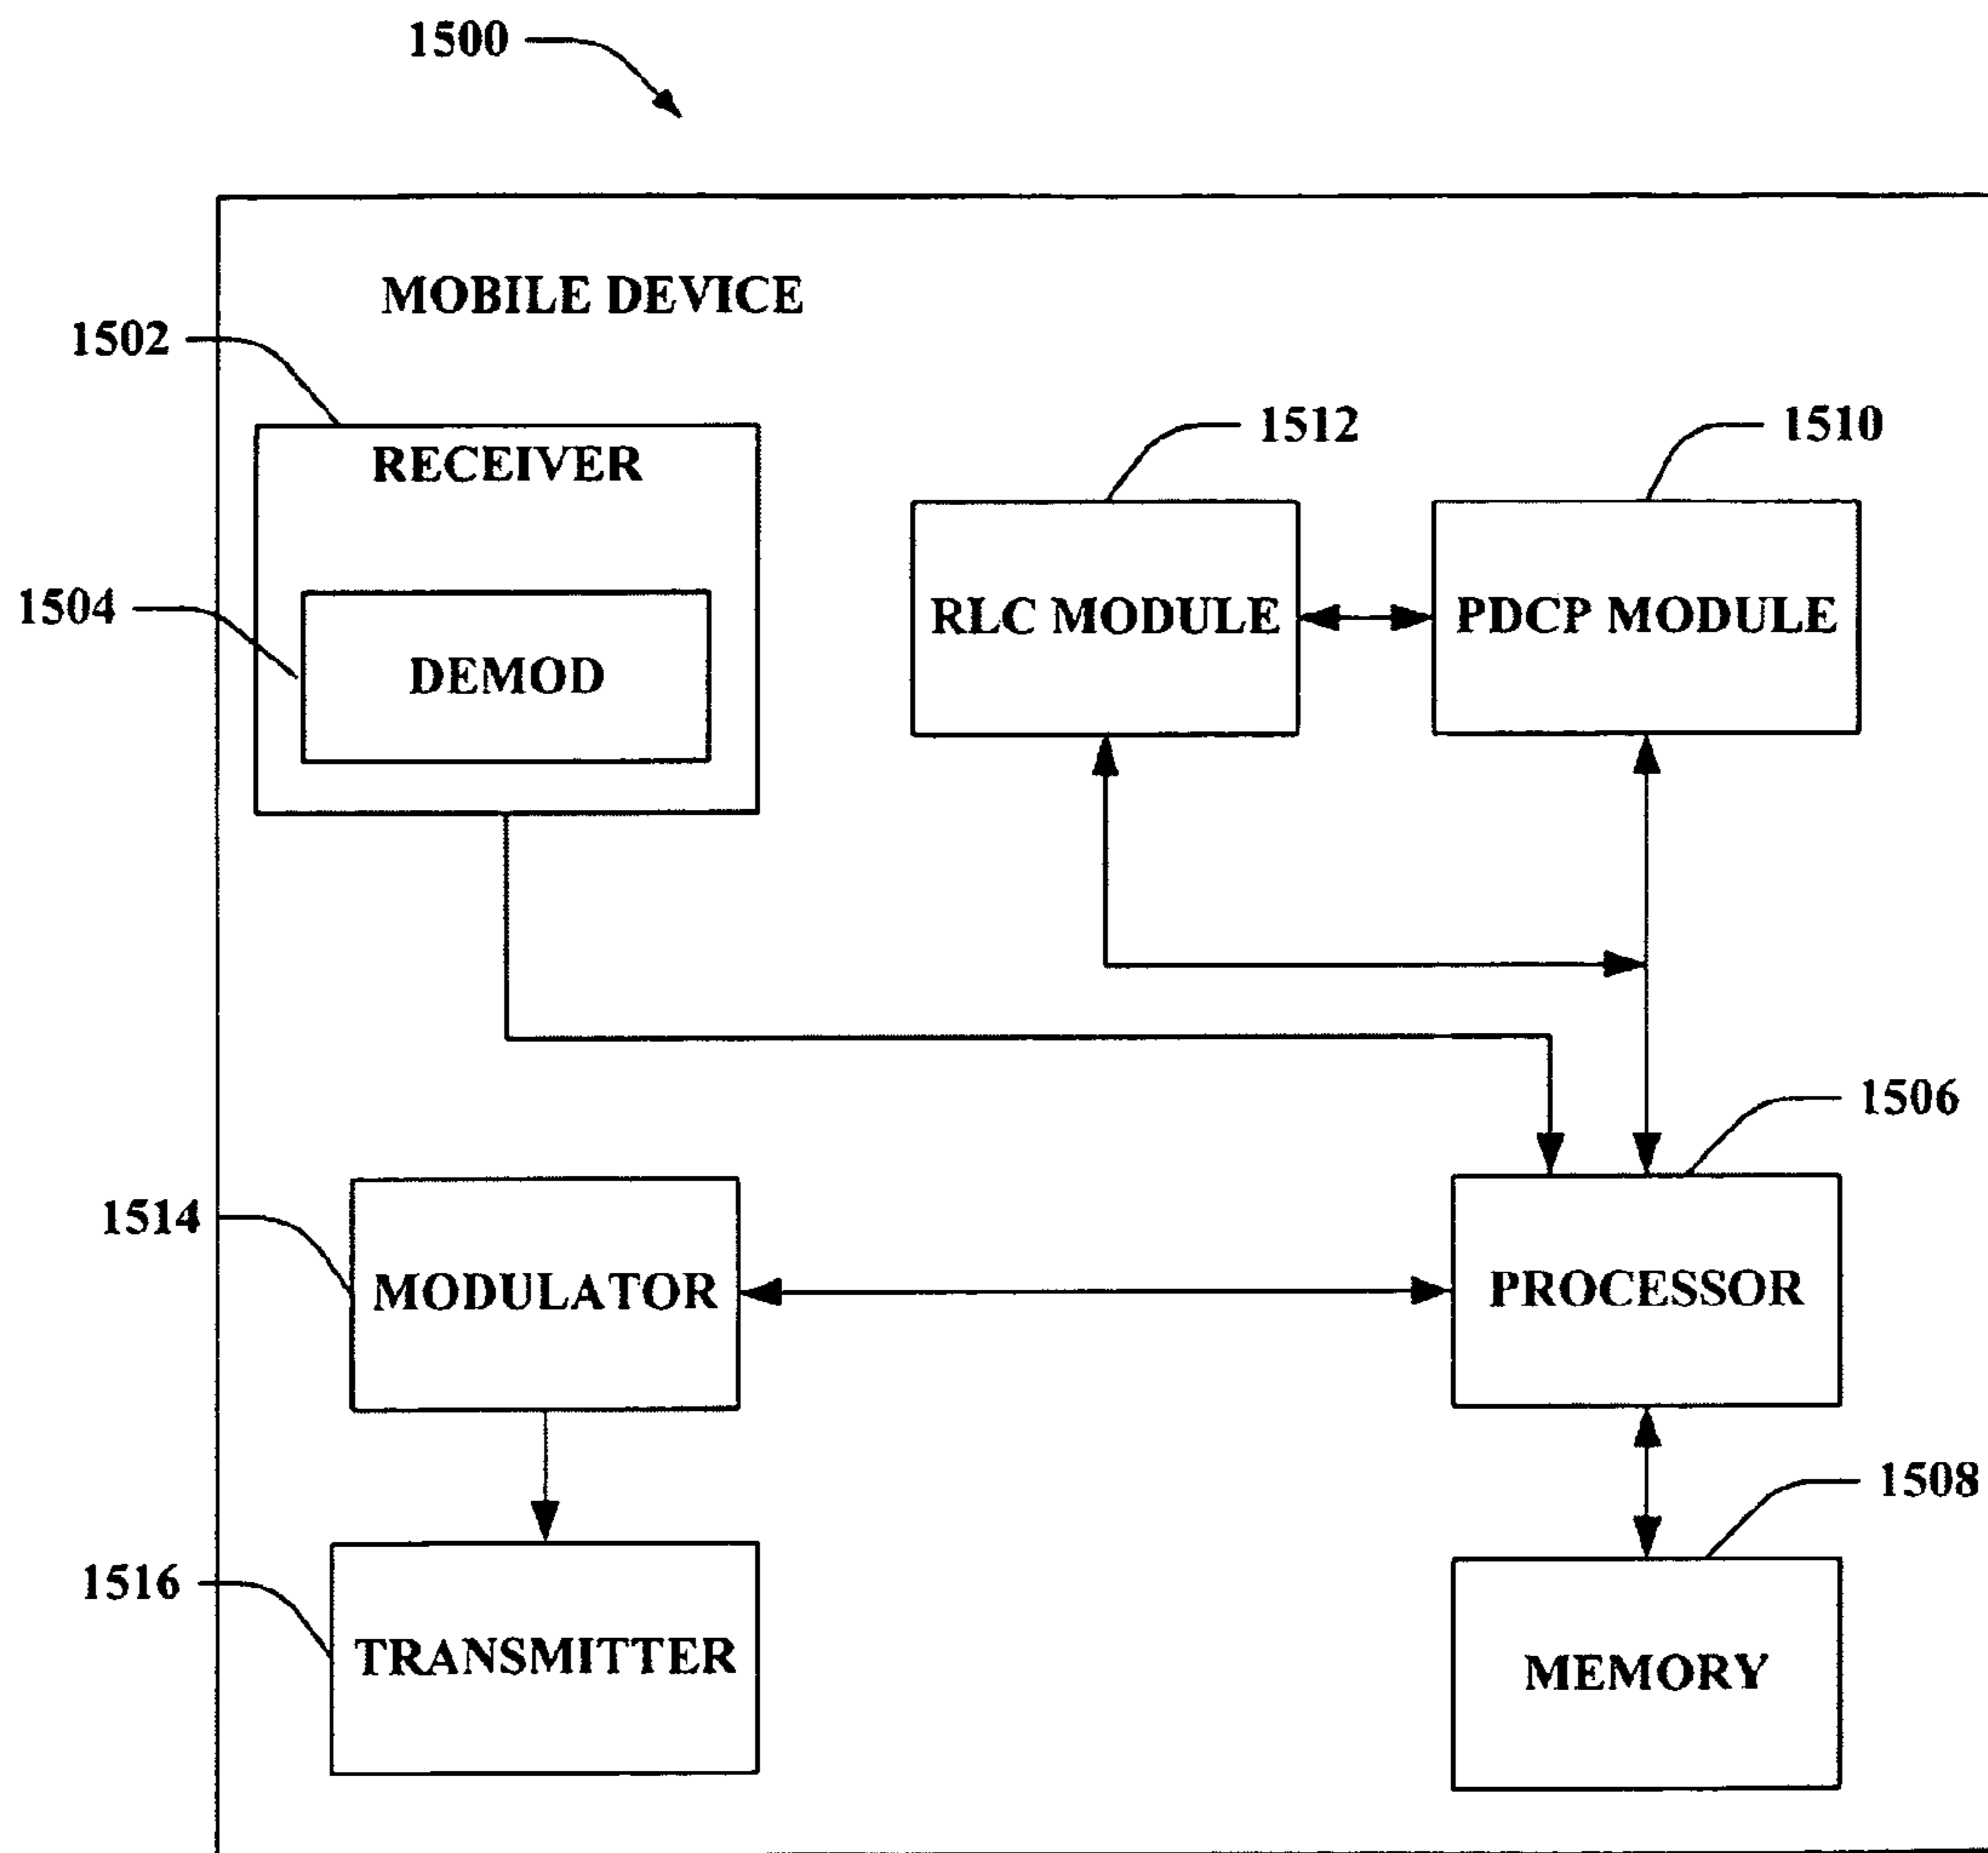 1500
MOBILE DEVICE
1502
RECEIVER
1512
1510
1504
DEMOD
RLC MODULE
PDCP MODULE
1506
1514
MODULATOR
PROCESSOR
1508
1516
TRANSMITTER
MEMORY